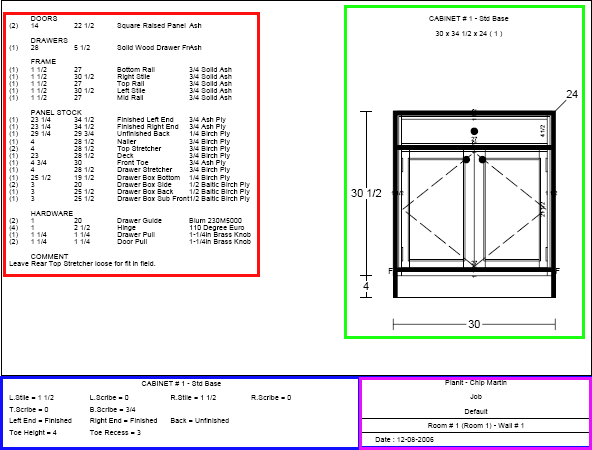 DOORS
(2) 14 22 1/2 Square Raised Panel Ash
DRAWERS
(1) 28 5 1/2 Solid Wood Drawer FrAsh
FRAME
(1) 1 1/2 27 Bottom Rail 3/4 Solid Ash
(1) 1 1/2 30 1/2 Right Stile 3/4 Solid Ash
(1) 1 1/2 27 Top Rail 3/4 Solid Ash
(1) 1 1/2 30 1/2 Left Stile 3/4 Solid Ash
(1) 1 1/2 27 Mid Rail 3/4 Solid Ash
PANEL STOCK
(1) 23 1/4 34 1/2 Finished Left End 3/4 Ash Ply
(1) 23 1/4 34 1/2 Finished Right End 3/4 Ash Ply
(1) 29 1/4 29 3/4 Unfinished Back 1/4 Birch Ply
(1) 4 28 1/2 Nailer 3/4 Birch Ply
(2) 4 28 1/2 Top Stretcher 3/4 Birch Ply
(1) 23 28 1/2 Deck 3/4 Birch Ply
(1) 4 3/4 30 Front Toe 3/4 Ash Ply
(1) 4 28 1/2 Drawer Stretcher 3/4 Birch Ply
(1) 25 1/2 19 1/2 Drawer Box Bottom 1/4 Birch Ply
(2) 3 20 Drawer Box Side 1/2 Baltic Birch Ply
(1) 3 25 1/2 Drawer Box Back 1/2 Baltic Birch Ply
(1) 3 25 1/2 Drawer Box Sub Front1/2 Baltic Birch Ply
HARDWARE
(2) 1 20 Drawer Guide Blum 230M5000
(4) 1 2 1/2 Hinge 110 Degree Euro
(1) 1 1/4 1 1/4 Drawer Pull 1-1/4in Brass Knob
(2) 1 1/4 1 1/4 Door Pull 1-1/4in Brass Knob
COMMENT
Leave Rear Top Stretcher loose for fit in field.
CABINET # 1 - Std Base
30 x 34 1/2 x 24 ( 1 )
24
4 1/2
27
30 1/2
4
F
30
CABINET # 1 - Std Base
L.Stile = 1 1/2 L.Scribe = 0 R.Stile = 1 1/2 R.Scribe = 0
T.Scribe = 0 B.Scribe = 3/4
Left End = Finished Right End = Finished Back = Unfinished
Toe Height = 4 Toe Recess = 3
Planit - Chip Martin
Job
Default
Room # 1 (Room 1) - Wall # 1
Date : 12-08-2006